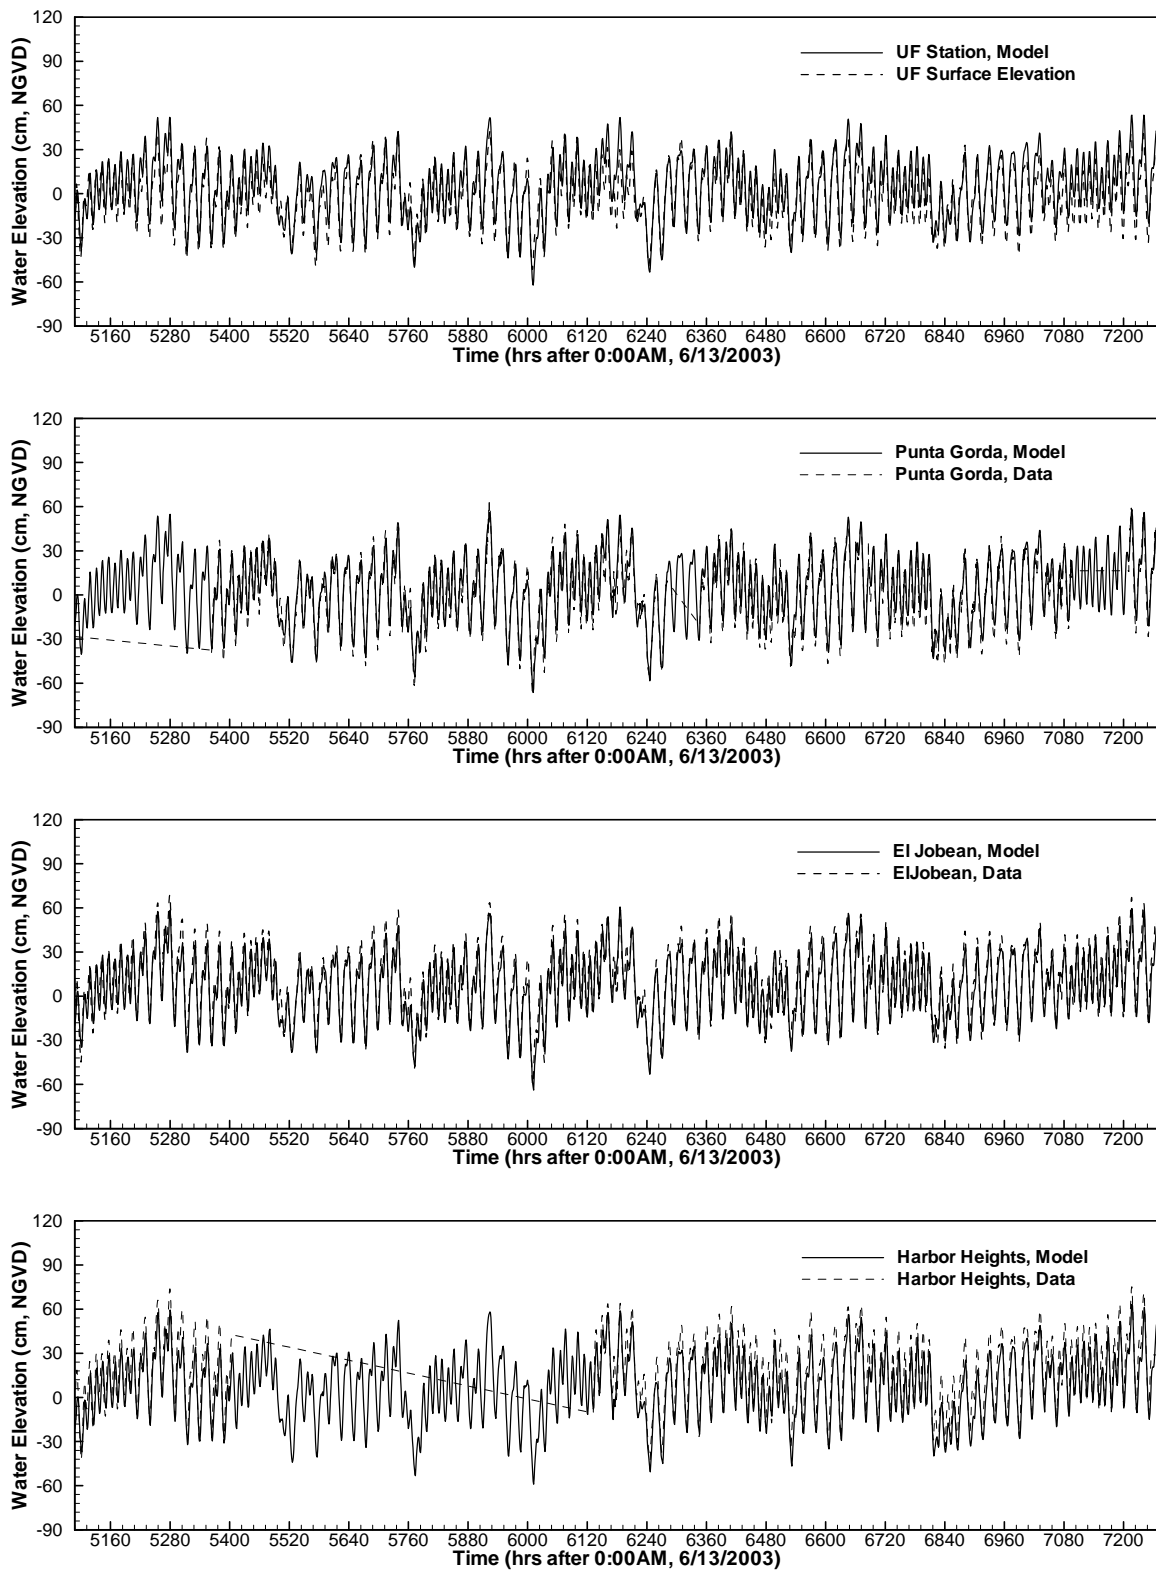 120
90
60
30
0
-30
-60
-90
Water Elevation (cm, NGVD)
UF Station, Model
UF Surface Elevation
5160 5280 5400 5520 5640 5760 5880 6000 6120 6240 6360 6480 6600 6720 6840 6960 7080 7200
Time (hrs after 0:00AM, 6/13/2003)
120
90
60
30
0
-30
-60
-90
Water Elevation (cm, NGVD)
Punta Gorda, Model
Punta Gorda, Data
5160 5280 5400 5520 5640 5760 5880 6000 6120 6240 6360 6480 6600 6720 6840 6960 7080 7200
Time (hrs after 0:00AM, 6/13/2003)
120
90
60
30
0
-30
-60
-90
Water Elevation (cm, NGVD)
El Jobean, Model
ElJobean, Data
5160 5280 5400 5520 5640 5760 5880 6000 6120 6240 6360 6480 6600 6720 6840 6960 7080 7200
Time (hrs after 0:00AM, 6/13/2003)
120
90
60
30
0
-30
-60
-90
Water Elevation (cm, NGVD)
Harbor Heights, Model
Harbor Heights, Data
5160 5280 5400 5520 5640 5760 5880 6000 6120 6240 6360 6480 6600 6720 6840 6960 7080 7200
Time (hrs after 0:00AM, 6/13/2003)